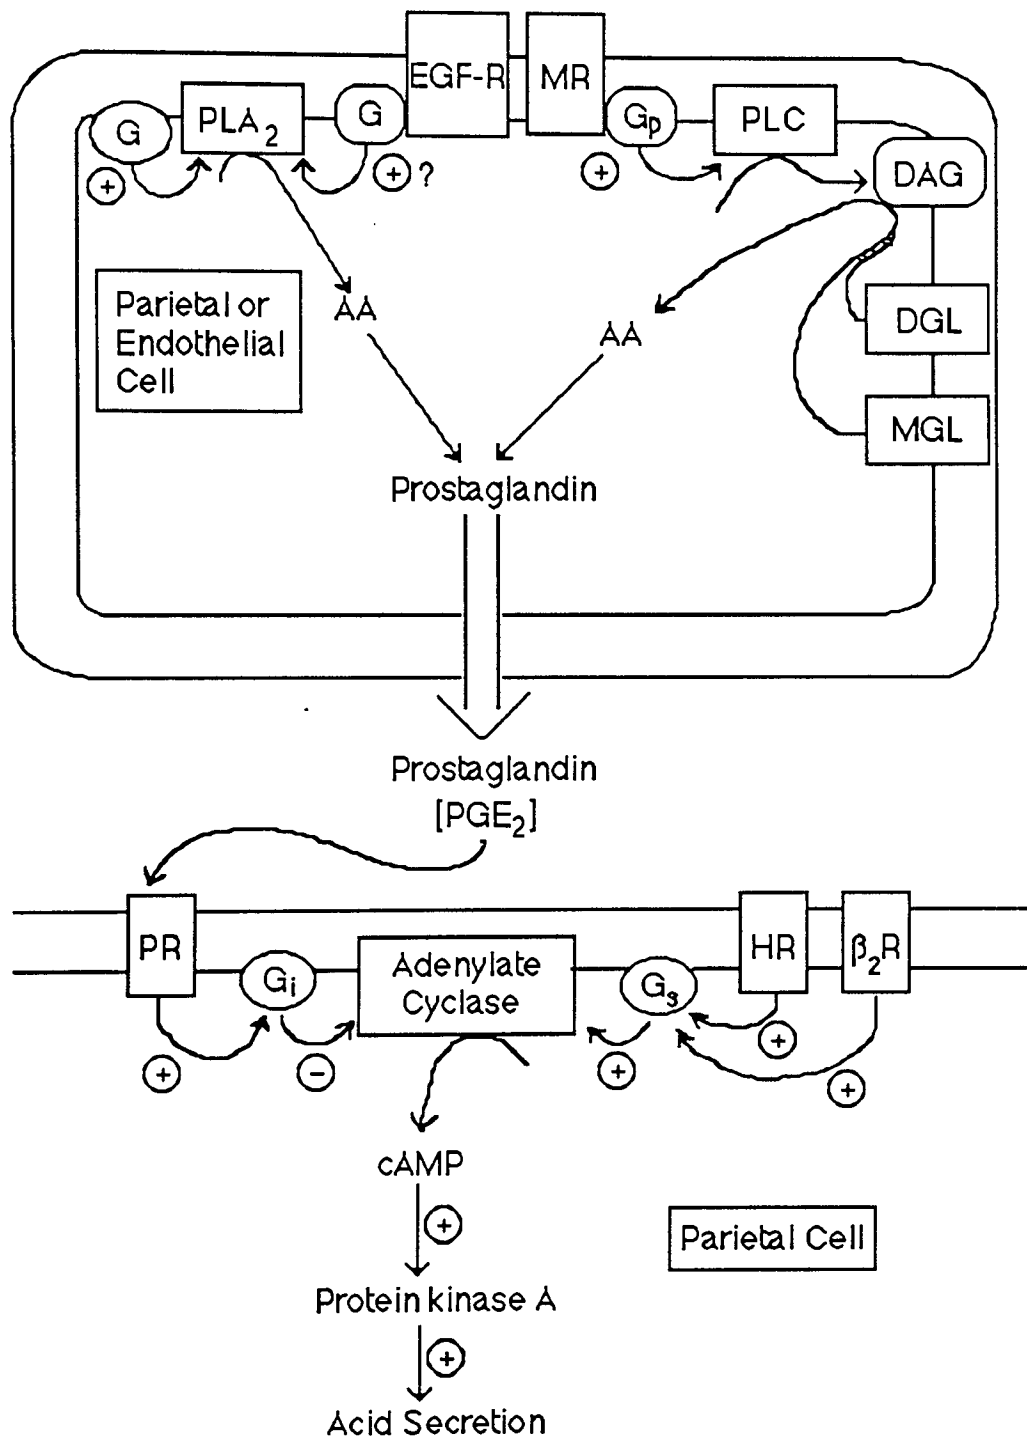 EGF-R
MR
G
PLA2
G
Gp
PLC
DAG
+
+ ?
+
Parietal or
Endothelial
Cell
AA
AA
DGL
MGL
Prostaglandin
Prostaglandin
[PGE2]
PR
Gi
Adenylate
Cyclase
Gs
HR
β2R
+
−
+
+
+
cAMP
+
Parietal Cell
Protein kinase A
+
Acid Secretion